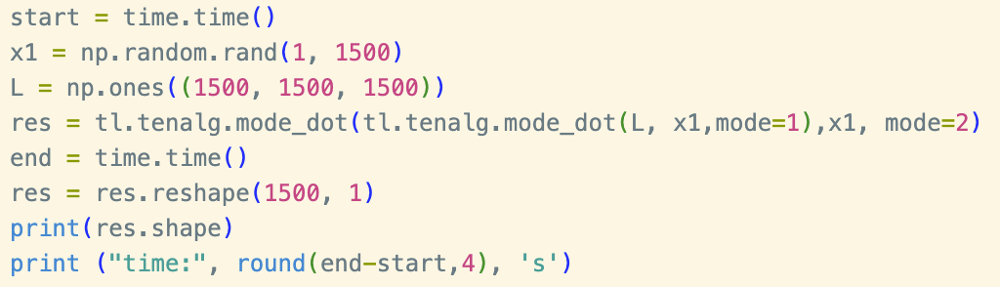 start = time.time()
x1 = np.random.rand(1, 1500)
L = np.ones((1500, 1500, 1500))
res = tl.tenalg.mode_dot(tl.tenalg.mode_dot(L, x1,mode=1),x1, mode=2)
end = time.time()
res = res.reshape(1500, 1)
print(res.shape)
print ("time:", round(end-start,4), 's')